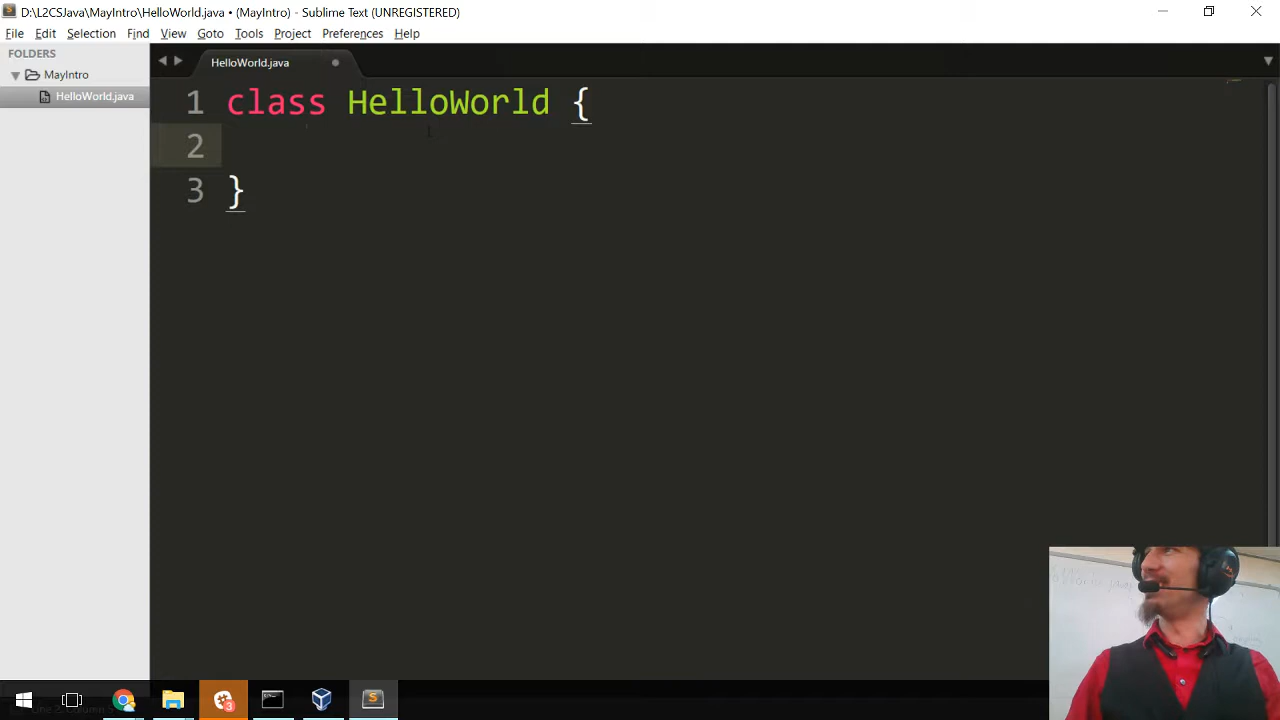 D:\L2CSJava\MayIntro\HelloWorld.java • (MayIntro) - Sublime Text (UNREGISTERED)
File Edit Selection Find View Goto Tools Project Preferences Help
FOLDERS
MayIntro
HelloWorld.java
HelloWorld.java
1 class HelloWorld {
2
3 }
3